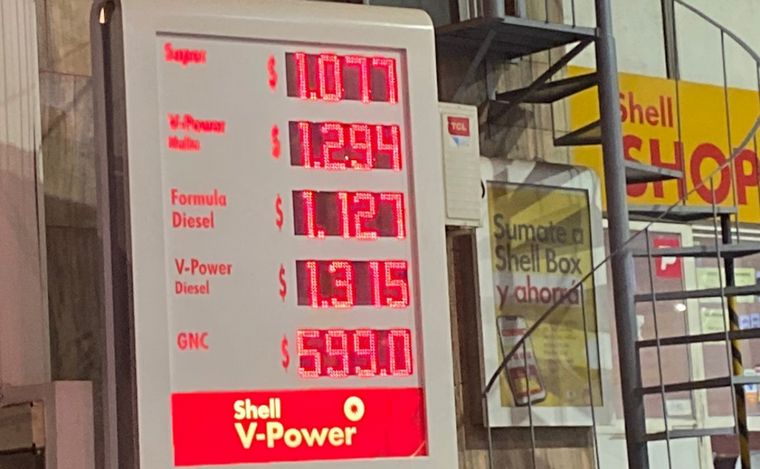 Super $ 1.077
V-Power
Nafta $ 1.294
Formula
Diesel $ 1.127
V-Power
Diesel $ 1.315
GNC $ 599.0
Shell
V-Power
TCL
Sumate a
Shell Box
y ahorrá
Shell
SHOP